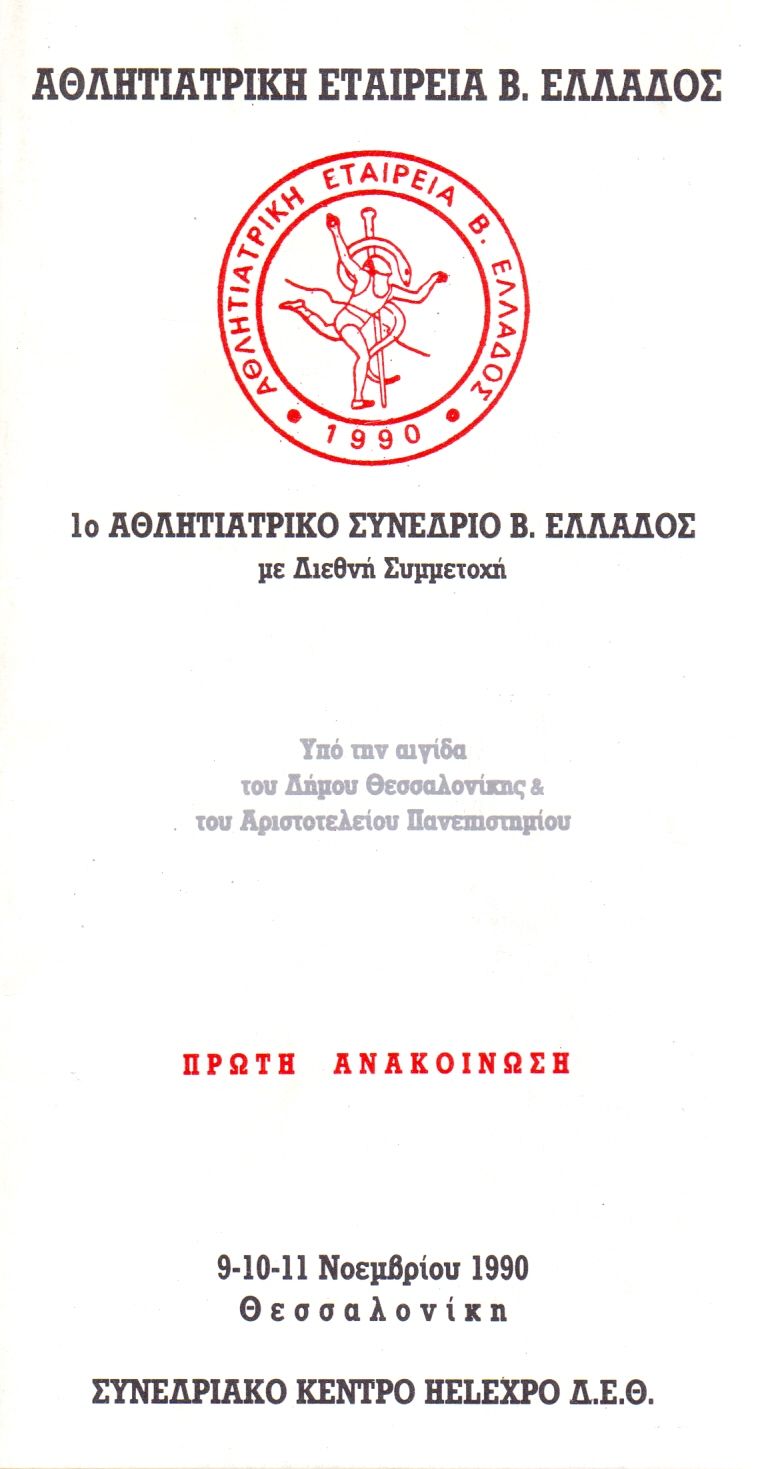 ΑΘΛΗΤΙΑΤΡΙΚΗ ΕΤΑΙΡΕΙΑ Β. ΕΛΛΑΔΟΣ
ΑΘΛΗΤΙΑΤΡΙΚΗ ΕΤΑΙΡΕΙΑ Β. ΕΛΛΑΔΟΣ
• 1990 •
1ο ΑΘΛΗΤΙΑΤΡΙΚΟ ΣΥΝΕΔΡΙΟ Β. ΕΛΛΑΔΟΣ
με Διεθνή Συμμετοχή
Υπό την αιγίδα
του Δήμου Θεσσαλονίκης &
του Αριστοτελείου Πανεπιστημίου
ΠΡΩΤΗ ΑΝΑΚΟΙΝΩΣΗ
9-10-11 Νοεμβρίου 1990
Θεσσαλονίκη
ΣΥΝΕΔΡΙΑΚΟ ΚΕΝΤΡΟ HELEXPO Δ.Ε.Θ.